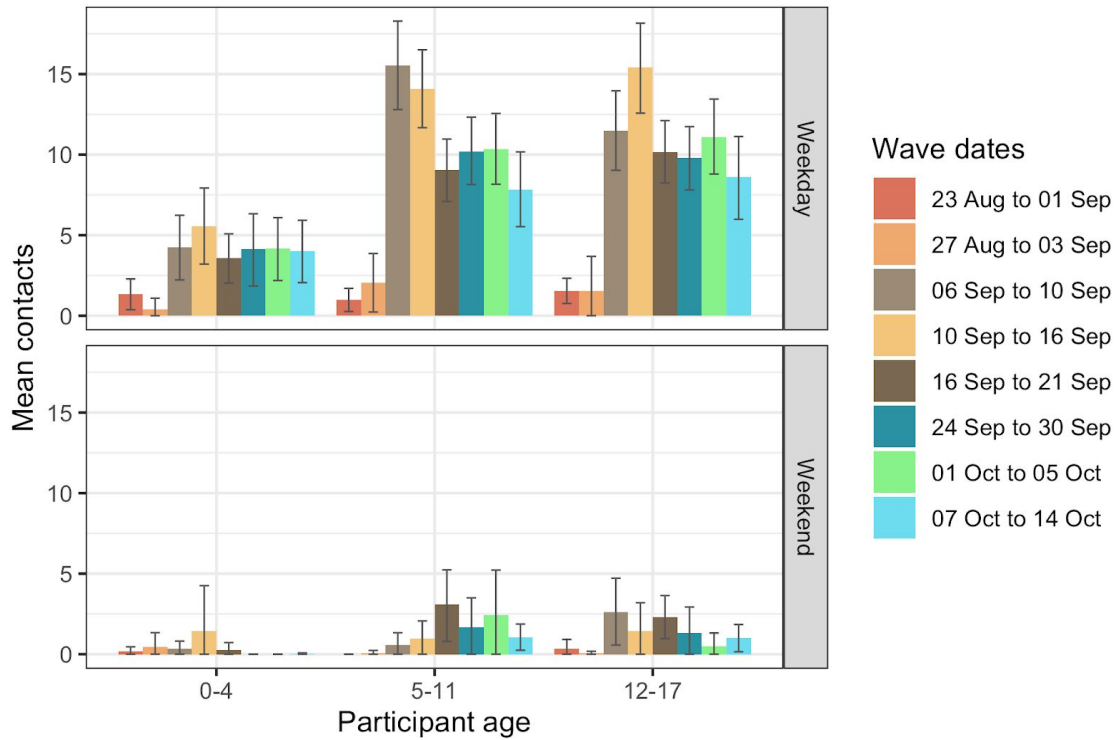 Mean contacts
15
10
5
0
Weekday
15
10
5
0
Weekend
0-4
5-11
12-17
Participant age
Wave dates
23 Aug to 01 Sep
27 Aug to 03 Sep
06 Sep to 10 Sep
10 Sep to 16 Sep
16 Sep to 21 Sep
24 Sep to 30 Sep
01 Oct to 05 Oct
07 Oct to 14 Oct